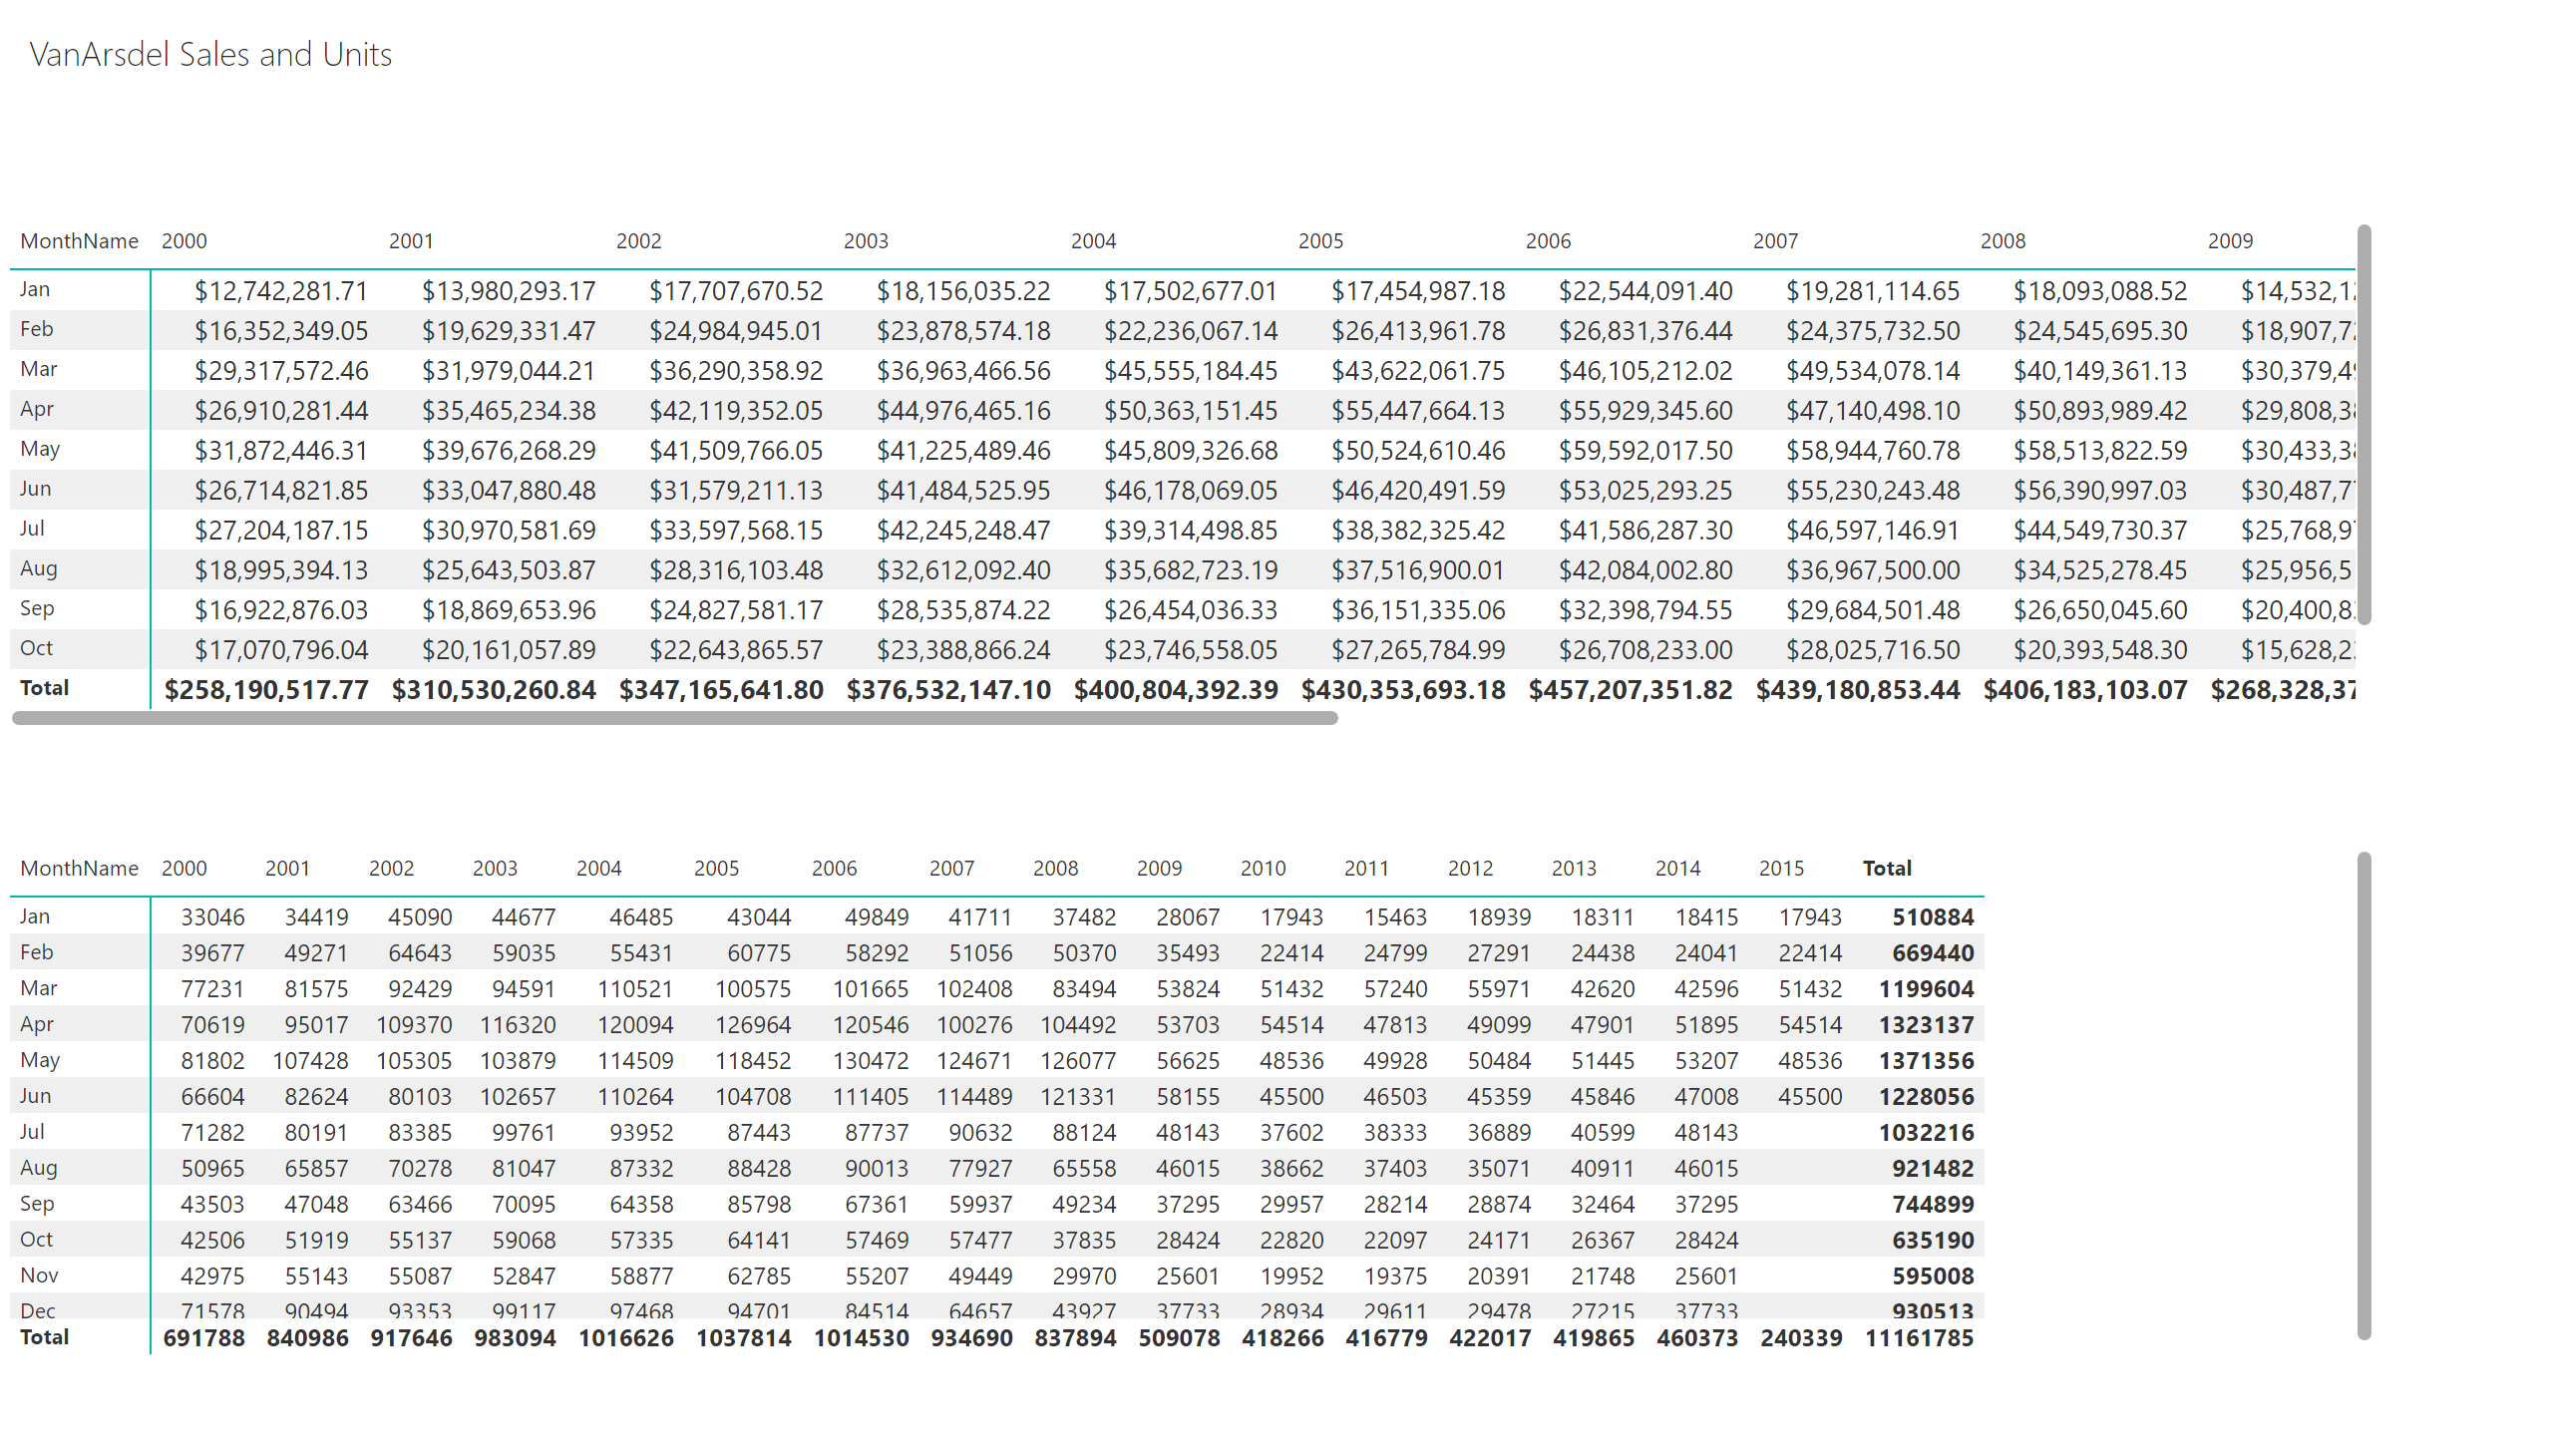 VanArsdel Sales and Units
MonthName 2000 2001 2002 2003 2004 2005 2006 2007 2008 2009
Jan $12,742,281.71 $13,980,293.17 $17,707,670.52 $18,156,035.22 $17,502,677.01 $17,454,987.18 $22,544,091.40 $19,281,114.65 $18,093,088.52 $14,532,1
Feb $16,352,349.05 $19,629,331.47 $24,984,945.01 $23,878,574.18 $22,236,067.14 $26,413,961.78 $26,831,376.44 $24,375,732.50 $24,545,695.30 $18,907,7
Mar $29,317,572.46 $31,979,044.21 $36,290,358.92 $36,963,466.56 $45,555,184.45 $43,622,061.75 $46,105,212.02 $49,534,078.14 $40,149,361.13 $30,379,4
Apr $26,910,281.44 $35,465,234.38 $42,119,352.05 $44,976,465.16 $50,363,151.45 $55,447,664.13 $55,929,345.60 $47,140,498.10 $50,893,989.42 $29,808,3
May $31,872,446.31 $39,676,268.29 $41,509,766.05 $41,225,489.46 $45,809,326.68 $50,524,610.46 $59,592,017.50 $58,944,760.78 $58,513,822.59 $30,433,3
Jun $26,714,821.85 $33,047,880.48 $31,579,211.13 $41,484,525.95 $46,178,069.05 $46,420,491.59 $53,025,293.25 $55,230,243.48 $56,390,997.03 $30,487,7
Jul $27,204,187.15 $30,970,581.69 $33,597,568.15 $42,245,248.47 $39,314,498.85 $38,382,325.42 $41,586,287.30 $46,597,146.91 $44,549,730.37 $25,768,9
Aug $18,995,394.13 $25,643,503.87 $28,316,103.48 $32,612,092.40 $35,682,723.19 $37,516,900.01 $42,084,002.80 $36,967,500.00 $34,525,278.45 $25,956,5
Sep $16,922,876.03 $18,869,653.96 $24,827,581.17 $28,535,874.22 $26,454,036.33 $36,151,335.06 $32,398,794.55 $29,684,501.48 $26,650,045.60 $20,400,8
Oct $17,070,796.04 $20,161,057.89 $22,643,865.57 $23,388,866.24 $23,746,558.05 $27,265,784.99 $26,708,233.00 $28,025,716.50 $20,393,548.30 $15,628,2
Total $258,190,517.77 $310,530,260.84 $347,165,641.80 $376,532,147.10 $400,804,392.39 $430,353,693.18 $457,207,351.82 $439,180,853.44 $406,183,103.07 $268,328,37
MonthName 2000 2001 2002 2003 2004 2005 2006 2007 2008 2009 2010 2011 2012 2013 2014 2015 Total
Jan 33046 34419 45090 44677 46485 43044 49849 41711 37482 28067 17943 15463 18939 18311 18415 17943 510884
Feb 39677 49271 64643 59035 55431 60775 58292 51056 50370 35493 22414 24799 27291 24438 24041 22414 669440
Mar 77231 81575 92429 94591 110521 100575 101665 102408 83494 53824 51432 57240 55971 42620 42596 51432 1199604
Apr 70619 95017 109370 116320 120094 126964 120546 100276 104492 53703 54514 47813 49099 47901 51895 54514 1323137
May 81802 107428 105305 103879 114509 118452 130472 124671 126077 56625 48536 49928 50484 51445 53207 48536 1371356
Jun 66604 82624 80103 102657 110264 104708 111405 114489 121331 58155 45500 46503 45359 45846 47008 45500 1228056
Jul 71282 80191 83385 99761 93952 87443 87737 90632 88124 48143 37602 38333 36889 40599 48143 1032216
Aug 50965 65857 70278 81047 87332 88428 90013 77927 65558 46015 38662 37403 35071 40911 46015 921482
Sep 43503 47048 63466 70095 64358 85798 67361 59937 49234 37295 29957 28214 28874 32464 37295 744899
Oct 42506 51919 55137 59068 57335 64141 57469 57477 37835 28424 22820 22097 24171 26367 28424 635190
Nov 42975 55143 55087 52847 58877 62785 55207 49449 29970 25601 19952 19375 20391 21748 25601 595008
Dec 71578 90494 93353 99117 97468 94701 84514 64657 43927 37733 28934 29611 29478 27215 37733 930513
Total 691788 840986 917646 983094 1016626 1037814 1014530 934690 837894 509078 418266 416779 422017 419865 460373 240339 11161785